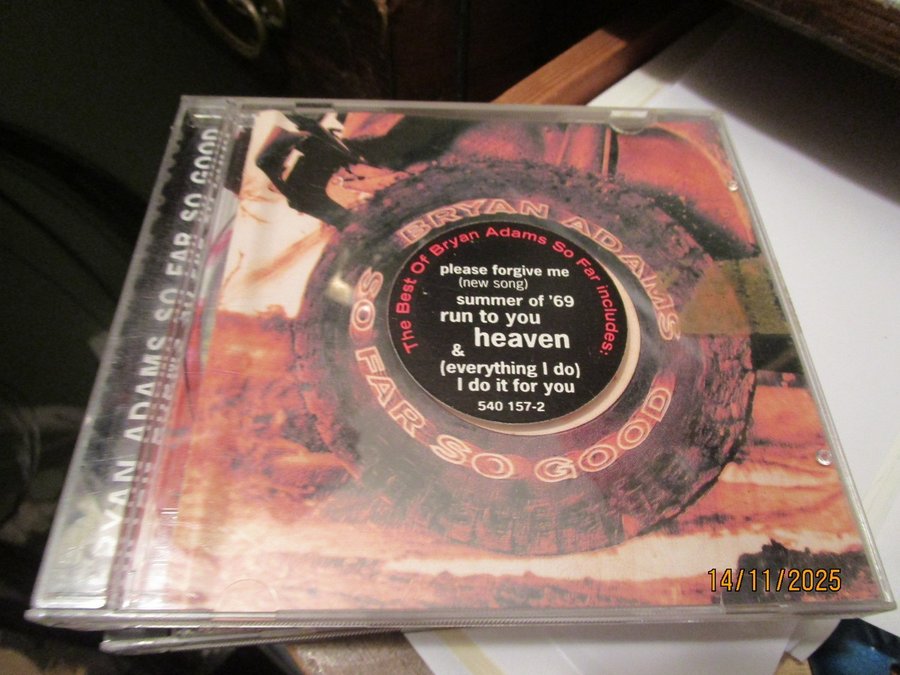 BRYAN ADAMS SO FAR SO GOOD
BRYAN ADAMS
SO FAR SO GOOD
The Best Of Bryan Adams So Far includes:
please forgive me
(new song)
summer of '69
run to you
heaven
&
(everything I do)
I do it for you
540 157-2
14/11/2025